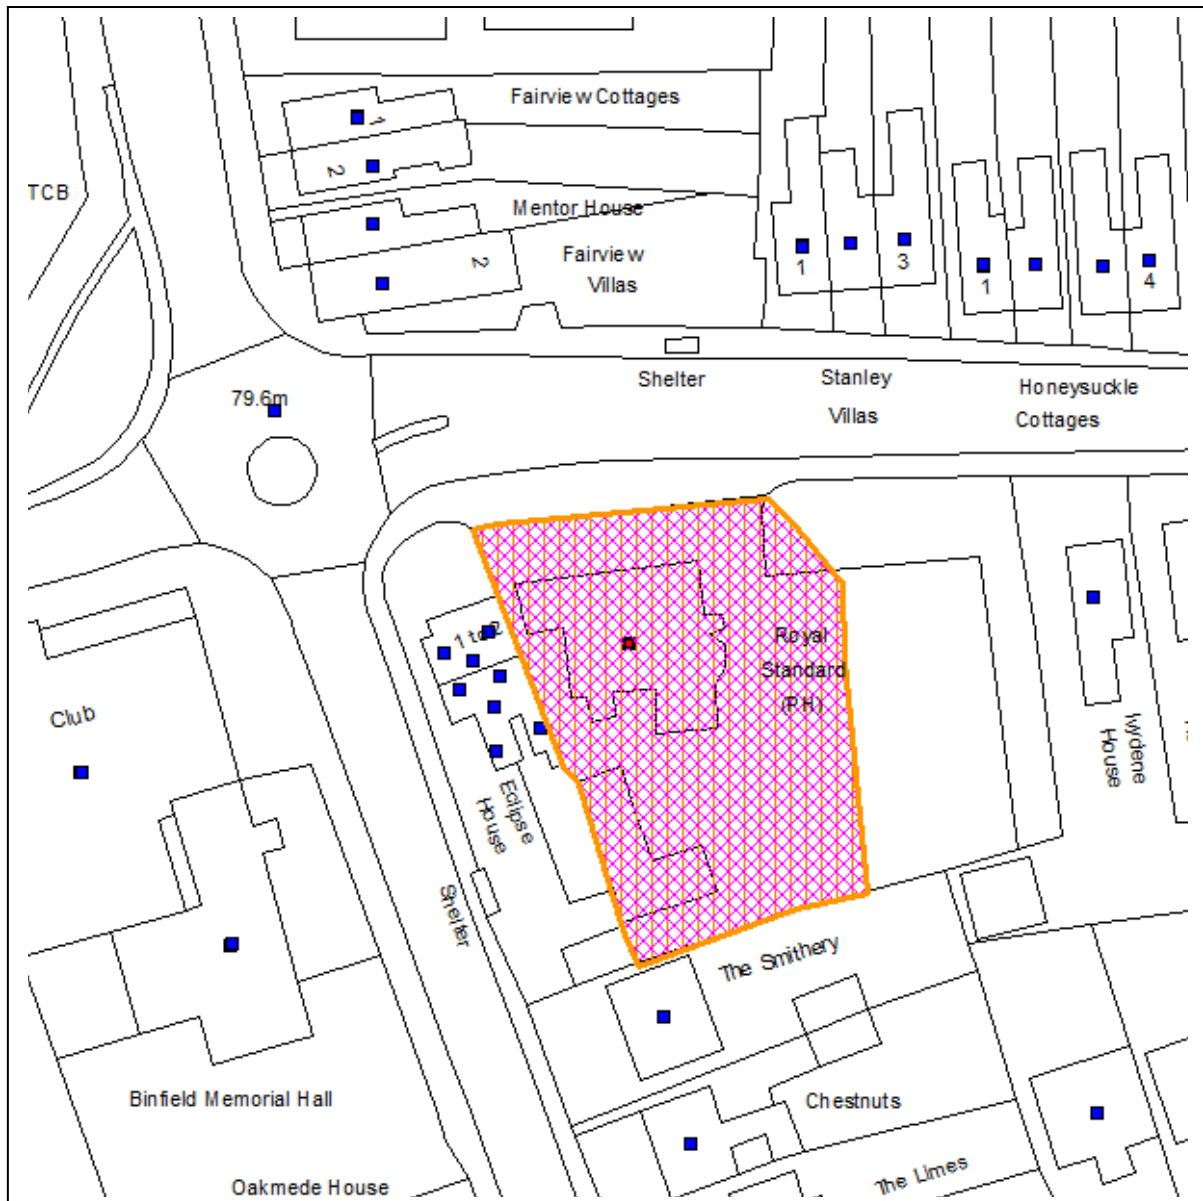 Fairview Cottages
1
2
TCB
Mentor House
Fairview
Villas
2
1
3
1
4
Shelter
Stanley
Villas
Honeysuckle
Cottages
79.6m
1 to 2
Royal
Standard
(PH)
Club
Eclipse
House
Ivydene
House
Shelter
The Smithery
Binfield Memorial Hall
Chestnuts
The Limes
Oakmede House